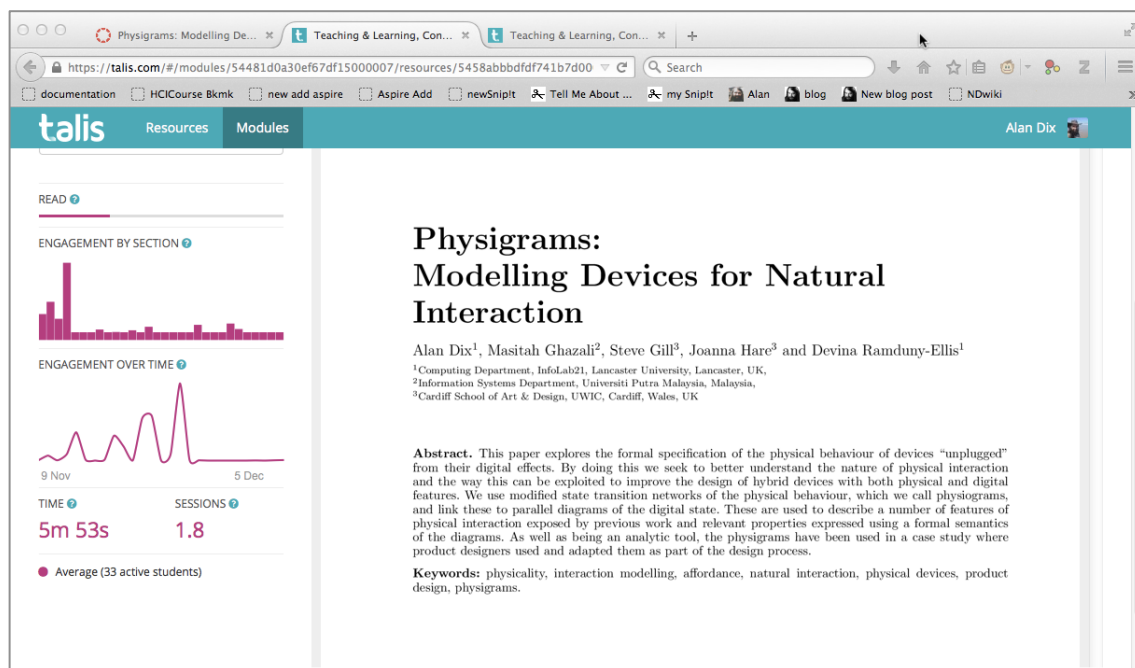 Physigrams: Modelling De... ×
Teaching & Learning, Con... ×
Teaching & Learning, Con... ×
https://talis.com/#/modules/54481d0a30ef67df15000007/resources/5458abbbdfdf741b7d00
Search
documentation
HCICourse Bkmk
new add aspire
Aspire Add
newSnip!t
Tell Me About ...
my Snip!t
Alan
blog
New blog post
NDwiki
talis
Resources
Modules
Alan Dix
READ
ENGAGEMENT BY SECTION
ENGAGEMENT OVER TIME
9 Nov 5 Dec
TIME SESSIONS
5m 53s 1.8
Average (33 active students)
Physigrams:
Modelling Devices for Natural
Interaction
Alan Dix1, Masitah Ghazali2, Steve Gill3, Joanna Hare3 and Devina Ramduny-Ellis1
1Computing Department, InfoLab21, Lancaster University, Lancaster, UK,
2Information Systems Department, Universiti Putra Malaysia, Malaysia,
3Cardiff School of Art & Design, UWIC, Cardiff, Wales, UK
Abstract. This paper explores the formal specification of the physical behaviour of devices “unplugged”
from their digital effects. By doing this we seek to better understand the nature of physical interaction
and the way this can be exploited to improve the design of hybrid devices with both physical and digital
features. We use modified state transition networks of the physical behaviour, which we call physiograms,
and link these to parallel diagrams of the digital state. These are used to describe a number of features of
physical interaction exposed by previous work and relevant properties expressed using a formal semantics
of the diagrams. As well as being an analytic tool, the physigrams have been used in a case study where
product designers used and adapted them as part of the design process.
Keywords: physicality, interaction modelling, affordance, natural interaction, physical devices, product
design, physigrams.